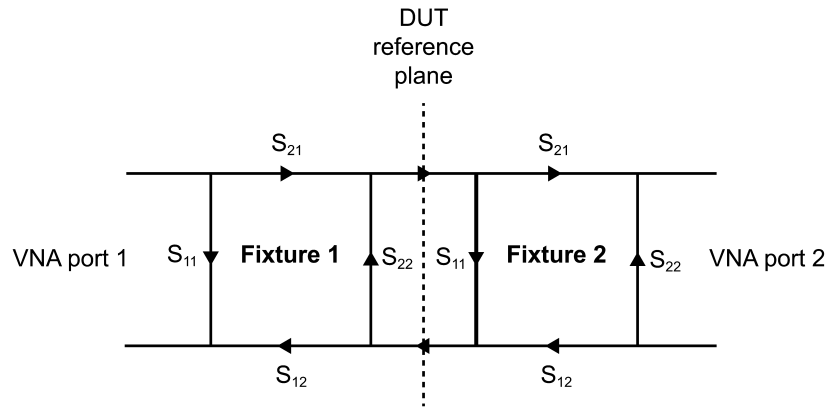 DUT
reference
plane
S21
S21
VNA port 1
S11
Fixture 1
S22
S11
Fixture 2
S22
VNA port 2
S12
S12